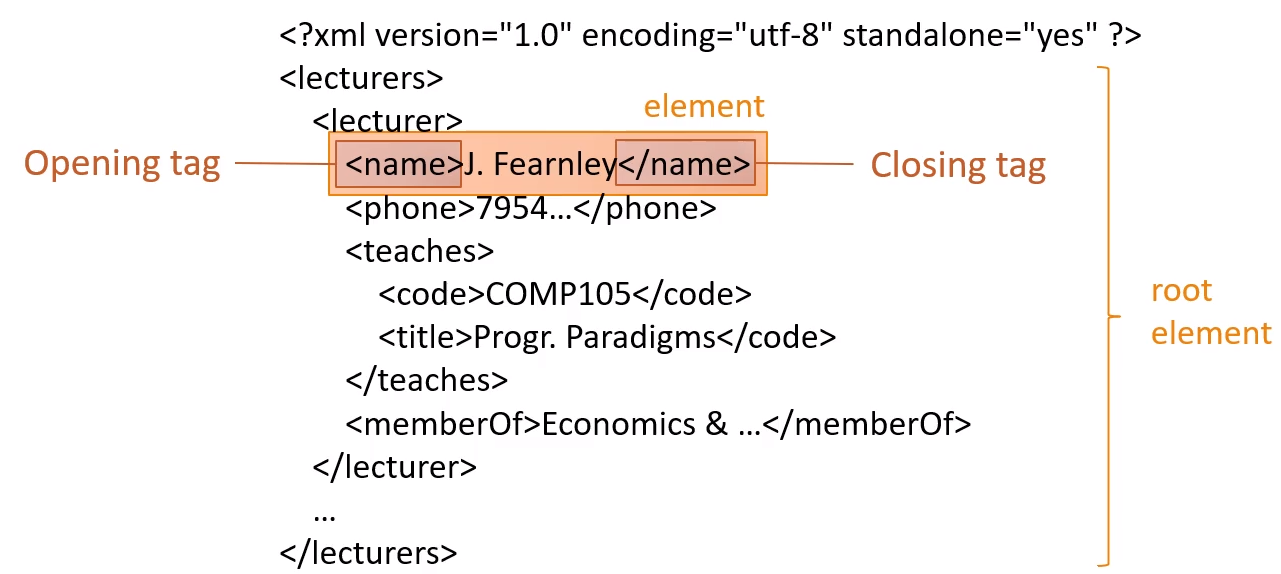 <?xml version="1.0" encoding="utf-8" standalone="yes" ?>
<lecturers>
element
<lecturer>
Opening tag
<name>J. Fearnley</name>
Closing tag
<phone>7954...</phone>
<teaches>
<code>COMP105</code>
root
element
<title>Progr. Paradigms</code>
</teaches>
<memberOf>Economics & ...</memberOf>
</lecturer>
...
</lecturers>